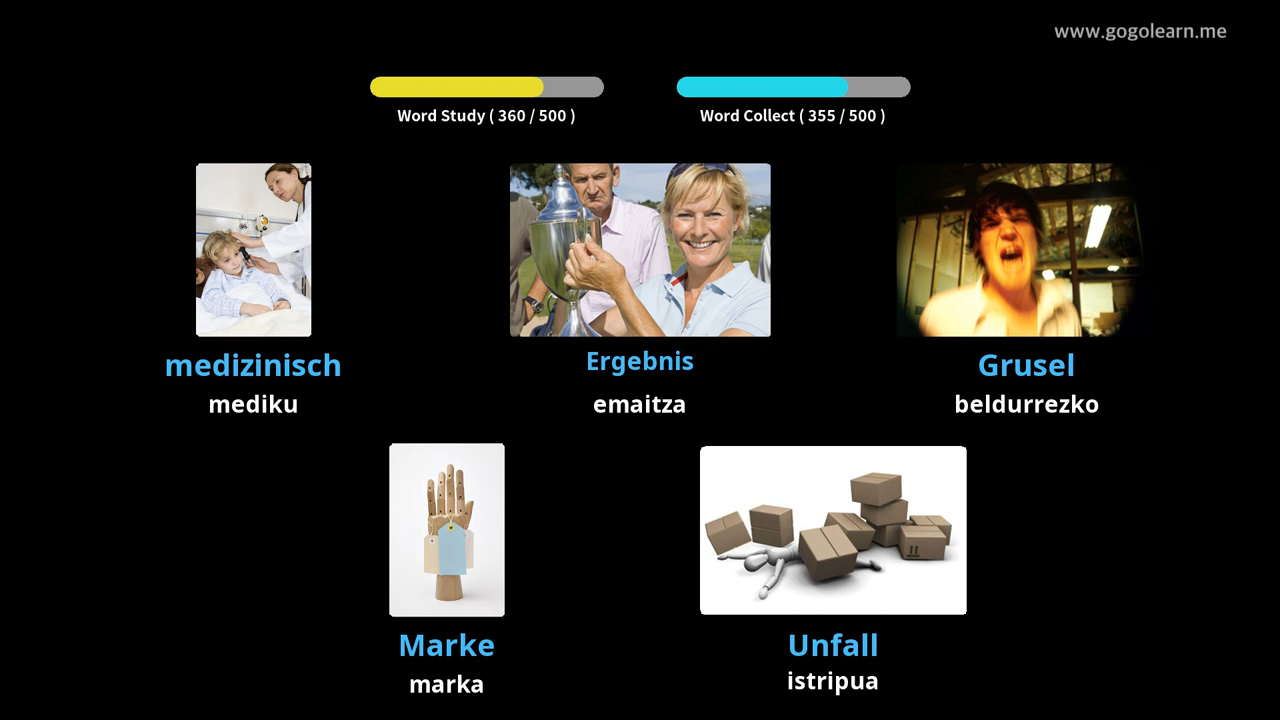 www.gogolearn.me
Word Study ( 360 / 500 )
Word Collect ( 355 / 500 )
medizinisch
mediku
Ergebnis
emaitza
Grusel
beldurrezko
Marke
marka
Unfall
istripua